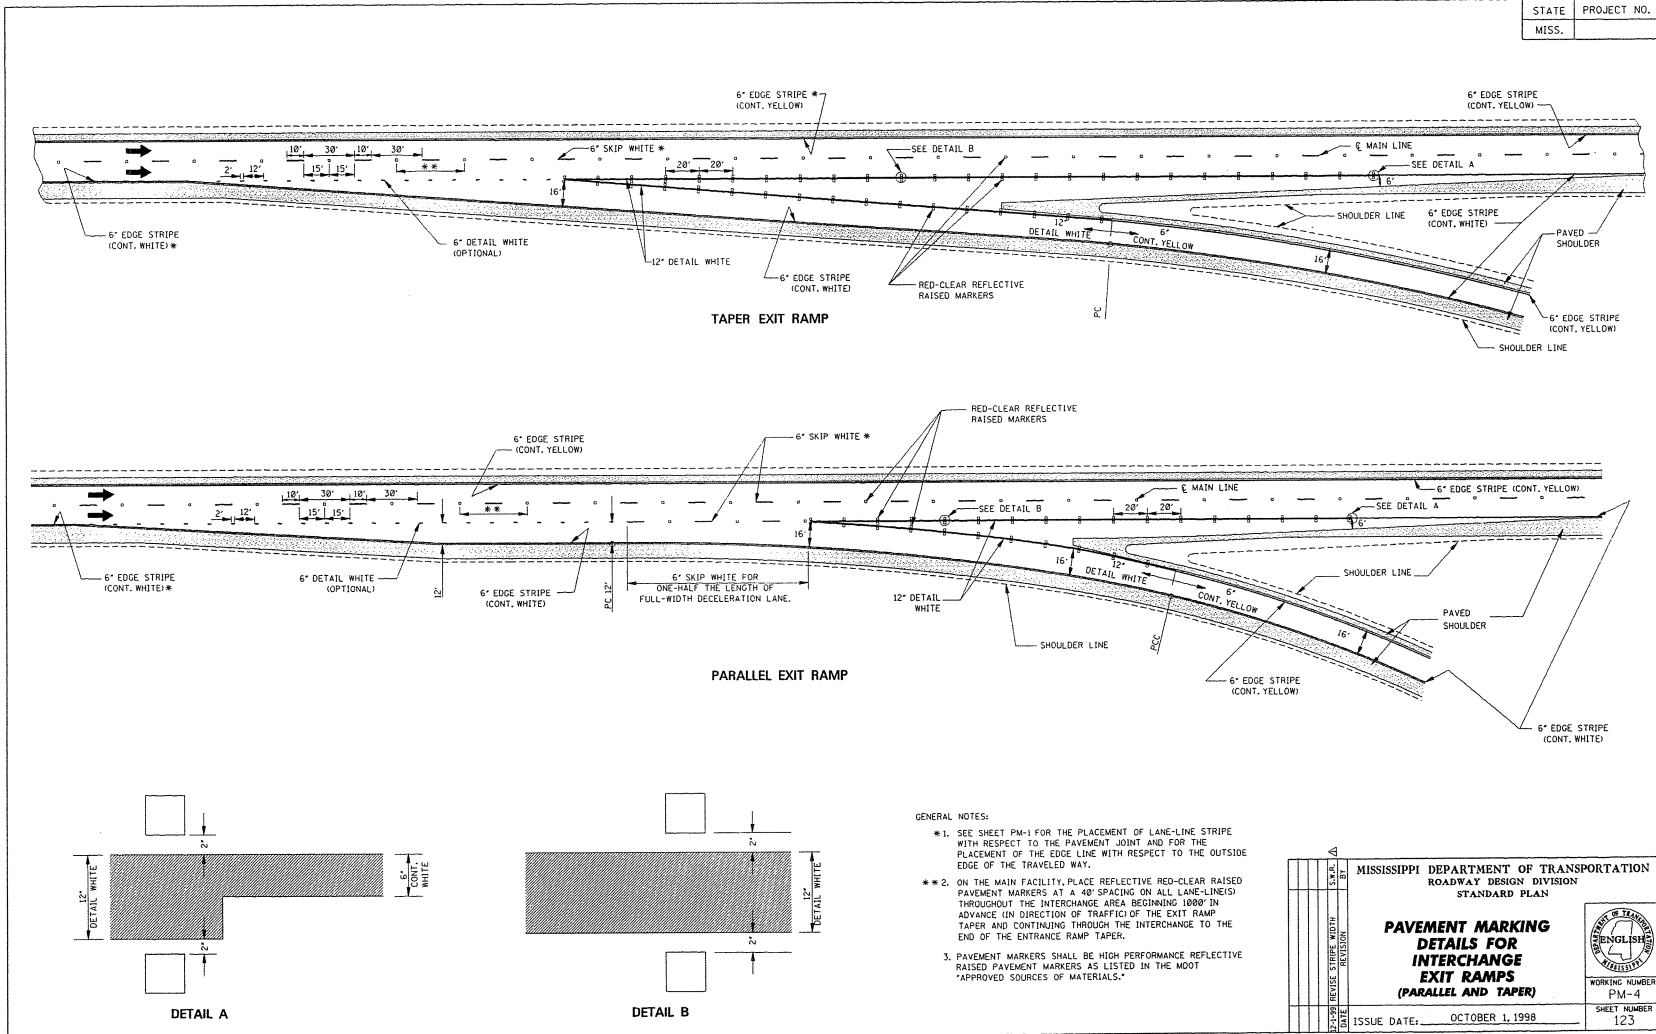 STATE PROJECT NO.
MISS.
6" EDGE STRIPE *
(CONT. YELLOW)
6" EDGE STRIPE
(CONT. YELLOW)
10' 30' 10' 30'
6" SKIP WHITE *
SEE DETAIL B
℄ MAIN LINE
SEE DETAIL A
2' 12'
15' 15'
**
20' 20'
16'
6'
6" EDGE STRIPE
(CONT. WHITE) *
6" DETAIL WHITE
(OPTIONAL)
12" DETAIL WHITE
6" EDGE STRIPE
(CONT. WHITE)
RED-CLEAR REFLECTIVE
RAISED MARKERS
12"
DETAIL WHITE
6"
CONT. YELLOW
PC
16'
SHOULDER LINE
6" EDGE STRIPE
(CONT. WHITE)
PAVED
SHOULDER
6" EDGE STRIPE
(CONT. YELLOW)
SHOULDER LINE
TAPER EXIT RAMP
6" EDGE STRIPE
(CONT. YELLOW)
6" SKIP WHITE *
RED-CLEAR REFLECTIVE
RAISED MARKERS
10' 30' 10' 30'
℄ MAIN LINE
6" EDGE STRIPE (CONT. YELLOW)
2' 12'
15' 15'
**
SEE DETAIL B
20' 20'
SEE DETAIL A
16'
6'
6" EDGE STRIPE
(CONT. WHITE) *
6" DETAIL WHITE
(OPTIONAL)
12'
6" EDGE STRIPE
(CONT. WHITE)
PC 12'
6" SKIP WHITE FOR
ONE-HALF THE LENGTH OF
FULL-WIDTH DECELERATION LANE.
12" DETAIL
WHITE
16'
12"
DETAIL WHITE
6"
CONT. YELLOW
PCC
SHOULDER LINE
SHOULDER LINE
16'
PAVED
SHOULDER
6" EDGE STRIPE
(CONT. YELLOW)
6" EDGE STRIPE
(CONT. WHITE)
PARALLEL EXIT RAMP
2"
12"
DETAIL WHITE
6"
CONT.
WHITE
2"
DETAIL A
2"
12"
DETAIL WHITE
2"
DETAIL B
GENERAL NOTES:
* 1. SEE SHEET PM-1 FOR THE PLACEMENT OF LANE-LINE STRIPE
WITH RESPECT TO THE PAVEMENT JOINT AND FOR THE
PLACEMENT OF THE EDGE LINE WITH RESPECT TO THE OUTSIDE
EDGE OF THE TRAVELED WAY.
** 2. ON THE MAIN FACILITY, PLACE REFLECTIVE RED-CLEAR RAISED
PAVEMENT MARKERS AT A 40' SPACING ON ALL LANE-LINE(S)
THROUGHOUT THE INTERCHANGE AREA BEGINNING 1000' IN
ADVANCE (IN DIRECTION OF TRAFFIC) OF THE EXIT RAMP
TAPER AND CONTINUING THROUGH THE INTERCHANGE TO THE
END OF THE ENTRANCE RAMP TAPER.
3. PAVEMENT MARKERS SHALL BE HIGH PERFORMANCE REFLECTIVE
RAISED PAVEMENT MARKERS AS LISTED IN THE MDOT
"APPROVED SOURCES OF MATERIALS."
S.W.R.
BY
REVISE STRIPE WIDTH
REVISION
12-1-99
DATE
MISSISSIPPI DEPARTMENT OF TRANSPORTATION
ROADWAY DESIGN DIVISION
STANDARD PLAN
PAVEMENT MARKING
DETAILS FOR
INTERCHANGE
EXIT RAMPS
(PARALLEL AND TAPER)
DEPARTMENT OF TRANSPORTATION
ENGLISH
MISSISSIPPI
WORKING NUMBER
PM-4
ISSUE DATE: OCTOBER 1, 1998
SHEET NUMBER
123